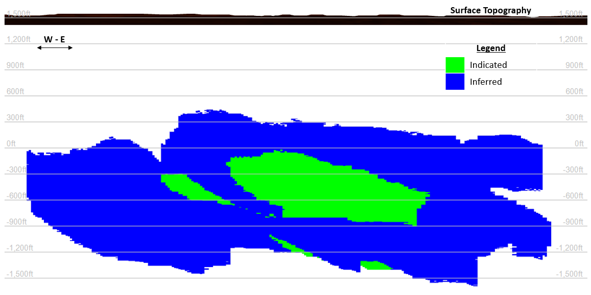 Surface Topography
1,500ft 1,500ft
W - E
1,200ft 1,200ft
Legend
Indicated
Inferred
900ft 900ft
600ft 600ft
300ft 300ft
0ft 0ft
-300ft -300ft
-600ft -600ft
-900ft -900ft
-1,200ft -1,200ft
-1,500ft -1,500ft